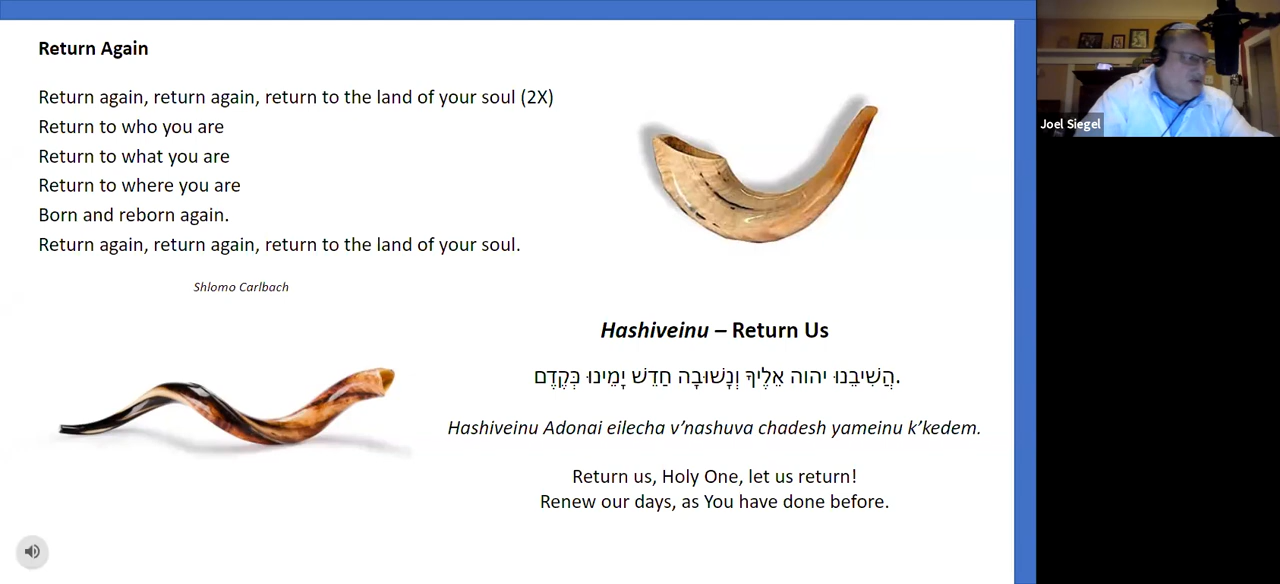 Return Again
Return again, return again, return to the land of your soul (2X)
Return to who you are
Return to what you are
Return to where you are
Born and reborn again.
Return again, return again, return to the land of your soul.
Shlomo Carlbach
Hashiveinu – Return Us
הֲשִׁיבֵנוּ יהוה אֵלֶיךָ וְנָשׁוּבָה חַדֵּשׁ יָמֵינוּ כְּקֶדֶם.
Hashiveinu Adonai eilecha v’nashuva chadesh yameinu k’kedem.
Return us, Holy One, let us return!
Renew our days, as You have done before.
Joel Siegel